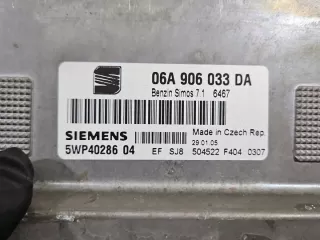 06A 906 033 DA
Benzin Simos 7.1 6467
SIEMENS Made in Czech Rep.
29.01.05
5WP40286 04 EF SJ8 504522 F404 0307